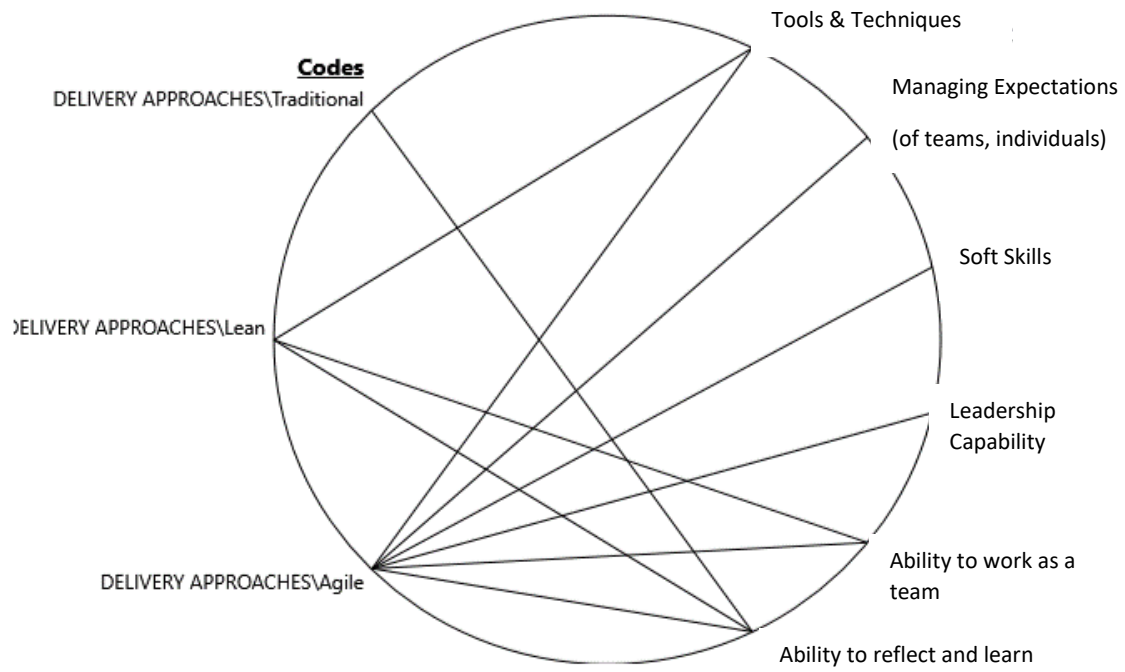 Tools & Techniques
Codes
DELIVERY APPROACHES\Traditional
Managing Expectations
(of teams, individuals)
Soft Skills
DELIVERY APPROACHES\Lean
Leadership
Capability
Ability to work as a
team
DELIVERY APPROACHES\Agile
Ability to reflect and learn